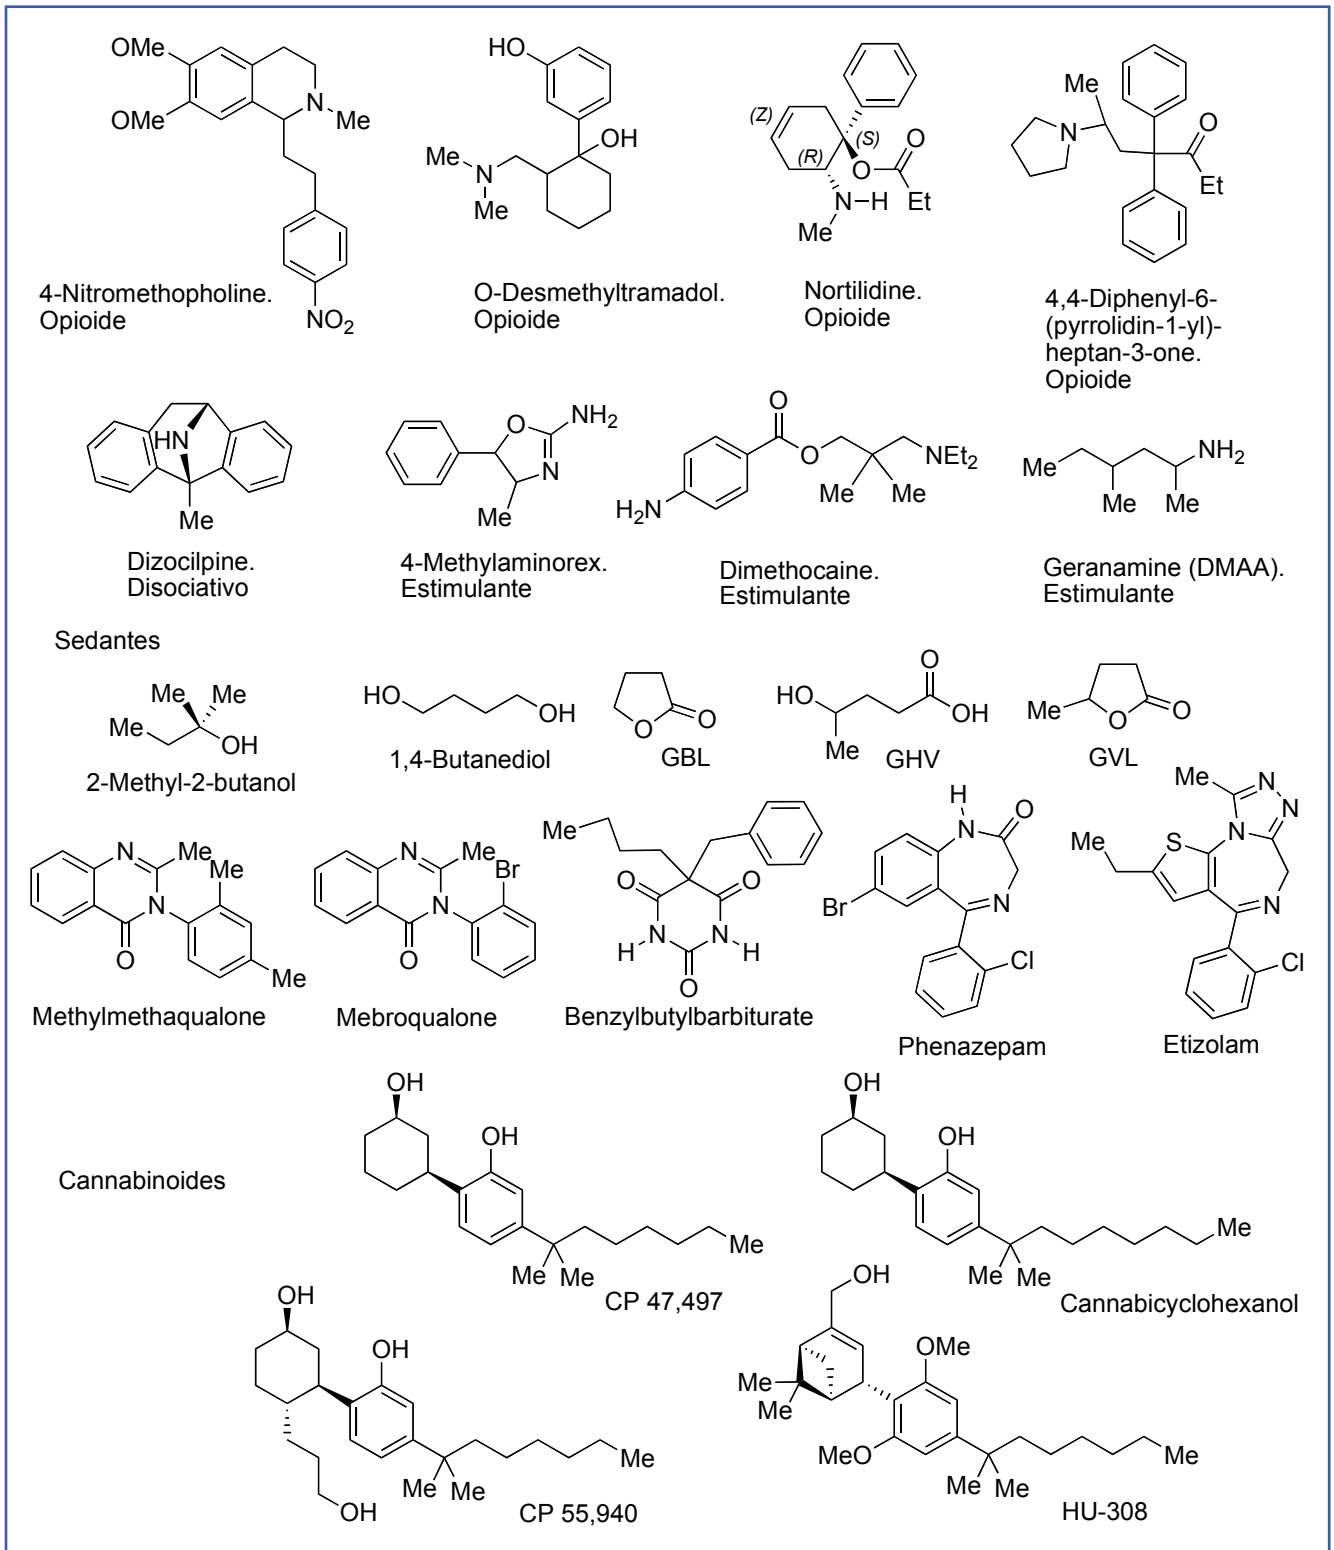 OMe
OMe
N
Me
NO2
4-Nitromethopholine.
Opioide
HO
OH
Me
N
Me
O-Desmethyltramadol.
Opioide
(Z)
(S)
(R)
O
O
N-H
Et
Me
Nortilidine.
Opioide
Me
N
O
Et
4,4-Diphenyl-6-
(pyrrolidin-1-yl)-
heptan-3-one.
Opioide
HN
Me
Dizocilpine.
Disociativo
O
NH2
N
Me
4-Methylaminorex.
Estimulante
O
O
NEt2
Me
Me
H2N
Dimethocaine.
Estimulante
Me
NH2
Me
Me
Geranamine (DMAA).
Estimulante
Sedantes
Me
Me
Me
OH
2-Methyl-2-butanol
HO
OH
1,4-Butanediol
O
O
GBL
O
HO
OH
Me
GHV
Me
O
O
GVL
N
Me
Me
N
O
Me
Methylmethaqualone
N
Me
Br
N
O
Mebroqualone
Me
O
O
H
N
N
H
O
Benzylbutylbarbiturate
H
N
O
Br
N
Cl
Phenazepam
Me
N
N
N
Me
S
N
Cl
Etizolam
Cannabinoides
OH
OH
Me
Me
Me
CP 47,497
OH
OH
Me
Me
Me
Cannabicyclohexanol
OH
OH
Me
Me
Me
OH
CP 55,940
OH
OMe
Me
Me
MeO
Me
Me
Me
HU-308